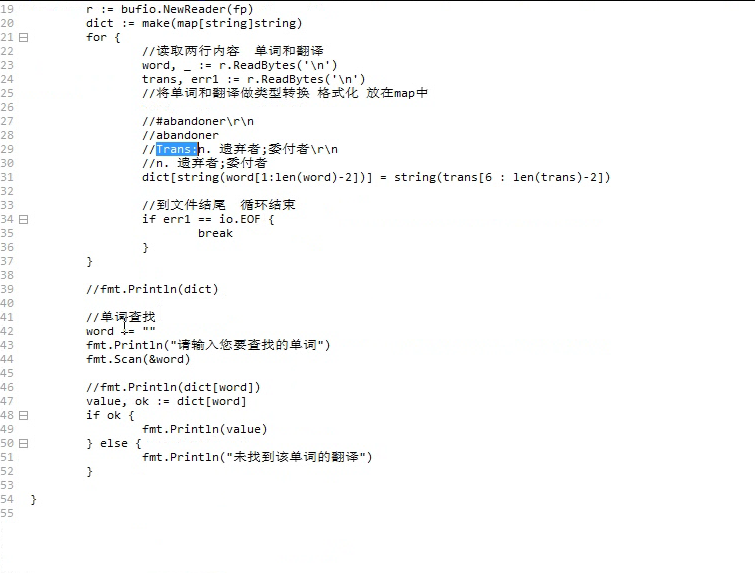 19 r := bufio.NewReader(fp)
20 dict := make(map[string]string)
21 for {
22 //读取两行内容 单词和翻译
23 word, _ := r.ReadBytes('\n')
24 trans, err1 := r.ReadBytes('\n')
25 //将单词和翻译做类型转换 格式化 放在map中
26
27 //#abandoner\r\n
28 //abandoner
29 //Trans:n. 遗弃者;委付者\r\n
30 //n. 遗弃者;委付者
31 dict[string(word[1:len(word)-2])] = string(trans[6 : len(trans)-2])
32
33 //到文件结尾 循环结束
34 if err1 == io.EOF {
35 break
36 }
37 }
38
39 //fmt.Println(dict)
40
41 //单词查找
42 word := ""
43 fmt.Println("请输入您要查找的单词")
44 fmt.Scan(&word)
45
46 //fmt.Println(dict[word])
47 value, ok := dict[word]
48 if ok {
49 fmt.Println(value)
50 } else {
51 fmt.Println("未找到该单词的翻译")
52 }
53
54 }
55